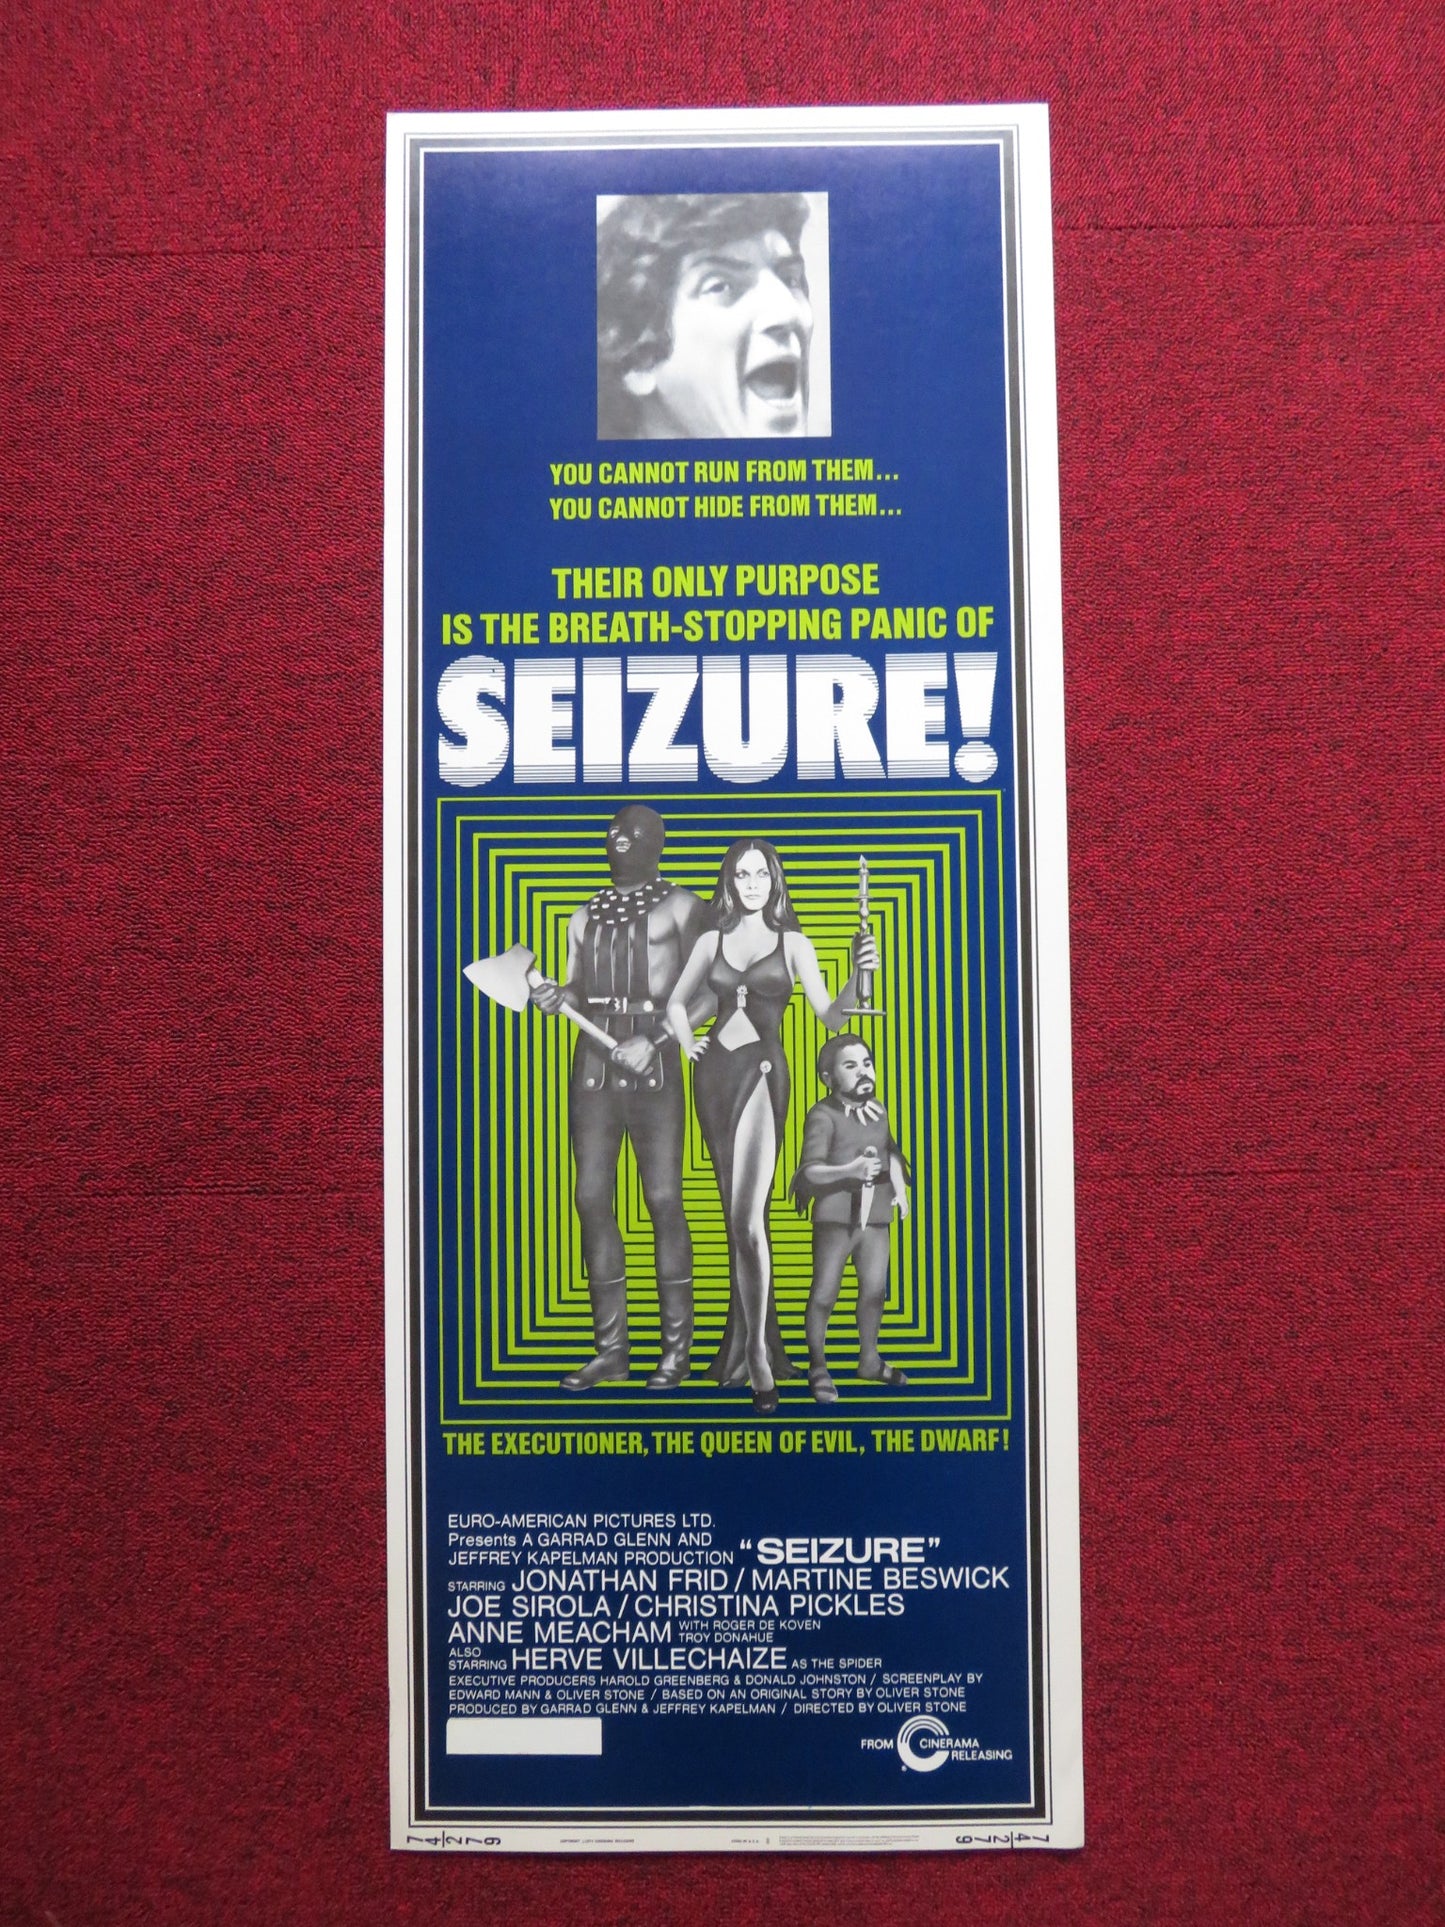 YOU CANNOT RUN FROM THEM...
YOU CANNOT HIDE FROM THEM...
THEIR ONLY PURPOSE
IS THE BREATH-STOPPING PANIC OF
SEIZURE!
THE EXECUTIONER, THE QUEEN OF EVIL, THE DWARF!
EURO-AMERICAN PICTURES LTD.
Presents A GARRAD GLENN AND
JEFFREY KAPELMAN PRODUCTION "SEIZURE"
STARRING JONATHAN FRID / MARTINE BESWICK
JOE SIROLA / CHRISTINA PICKLES
ANNE MEACHAM WITH ROGER DE KOVEN
TROY DONAHUE
ALSO
STARRING HERVE VILLECHAIZE AS THE SPIDER
EXECUTIVE PRODUCERS HAROLD GREENBERG & DONALD JOHNSTON / SCREENPLAY BY
EDWARD MANN & OLIVER STONE / BASED ON AN ORIGINAL STORY BY OLIVER STONE
PRODUCED BY GARRAD GLENN & JEFFREY KAPELMAN / DIRECTED BY OLIVER STONE
FROM CINERAMA
RELEASING
74/279
74/279